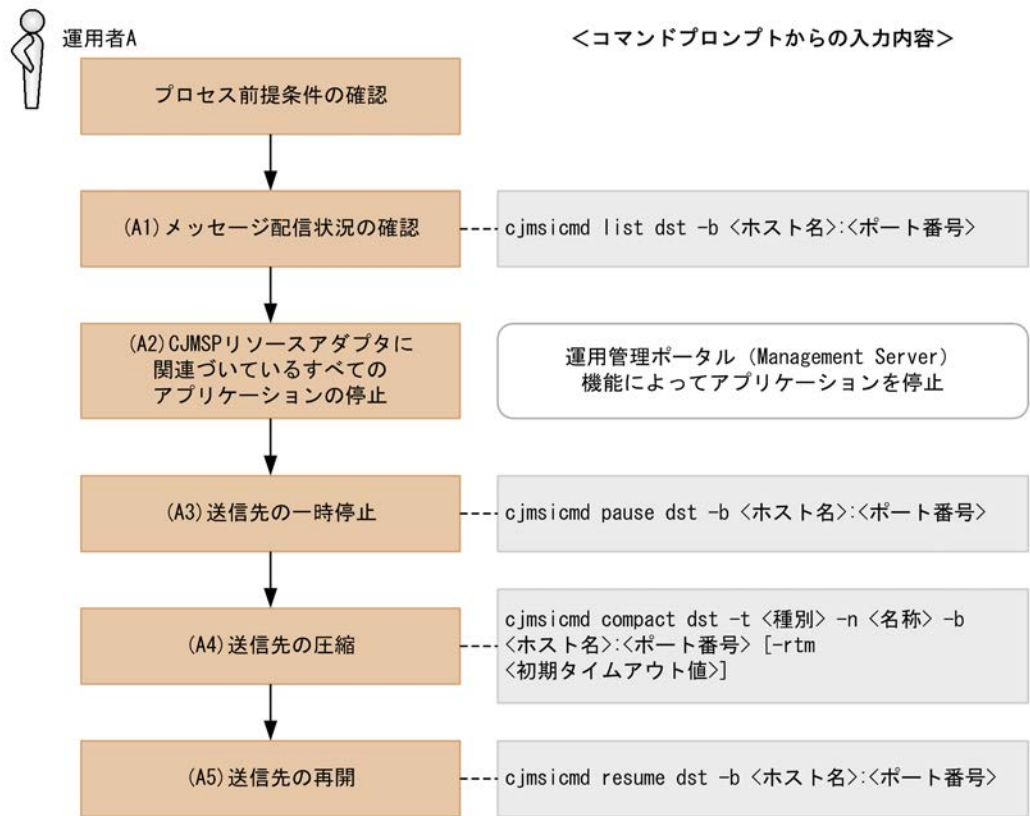 運用者A
＜コマンドプロンプトからの入力内容＞
プロセス前提条件の確認
(A1)メッセージ配信状況の確認
cjmsicmd list dst -b <ホスト名>:<ポート番号>
(A2)CJMSPリソースアダプタに
関連づいているすべての
アプリケーションの停止
運用管理ポータル（Management Server）
機能によってアプリケーションを停止
(A3)送信先の一時停止
cjmsicmd pause dst -b <ホスト名>:<ポート番号>
(A4)送信先の圧縮
cjmsicmd compact dst -t <種別> -n <名称> -b
<ホスト名>:<ポート番号> [-rtm
<初期タイムアウト値>]
(A5)送信先の再開
cjmsicmd resume dst -b <ホスト名>:<ポート番号>